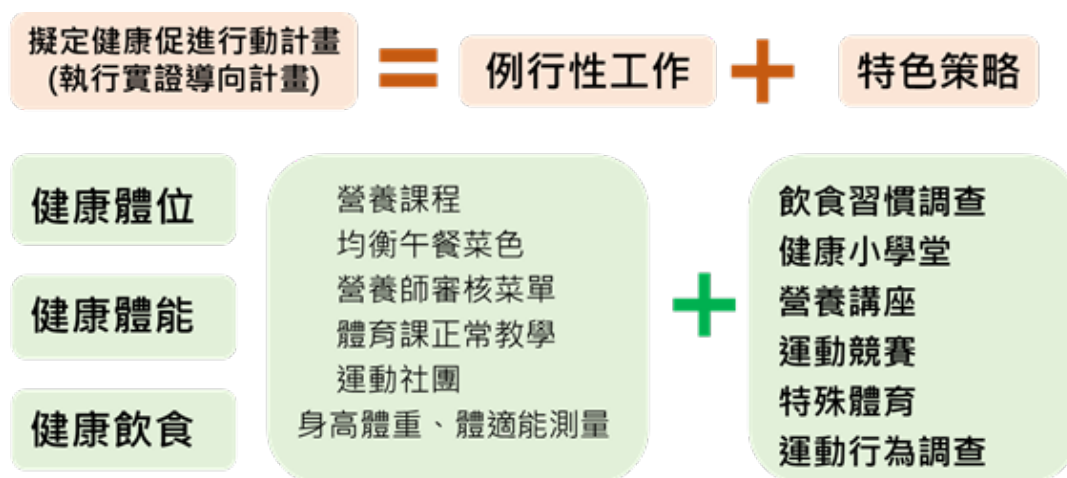 擬定健康促進行動計畫
(執行實證導向計畫)
=
例行性工作
+
特色策略
健康體位
健康體能
健康飲食
營養課程
均衡午餐菜色
營養師審核菜單
體育課正常教學
運動社團
身高體重、體適能測量
+
飲食習慣調查
健康小學堂
營養講座
運動競賽
特殊體育
運動行為調查